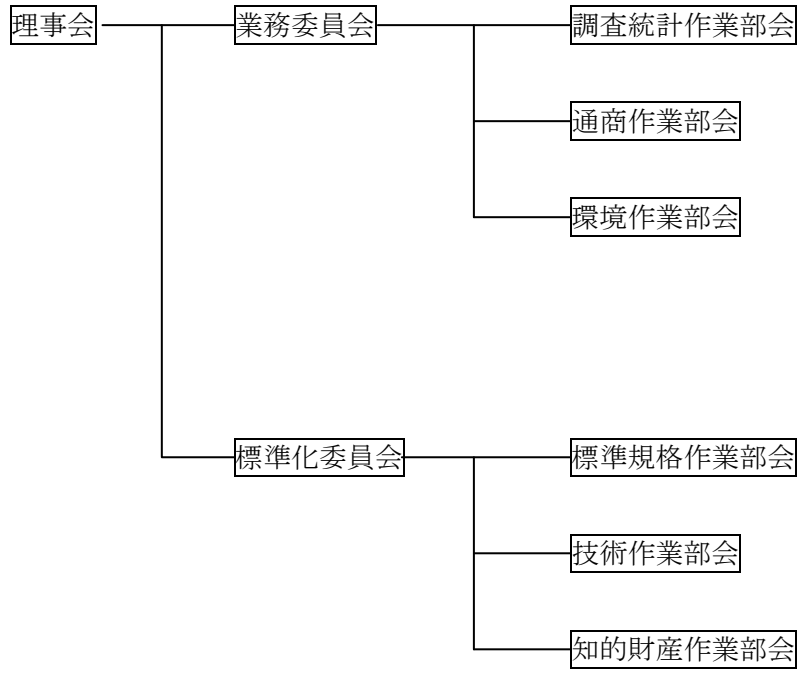 理事会
業務委員会
調査統計作業部会
通商作業部会
環境作業部会
標準化委員会
標準規格作業部会
技術作業部会
知的財産作業部会